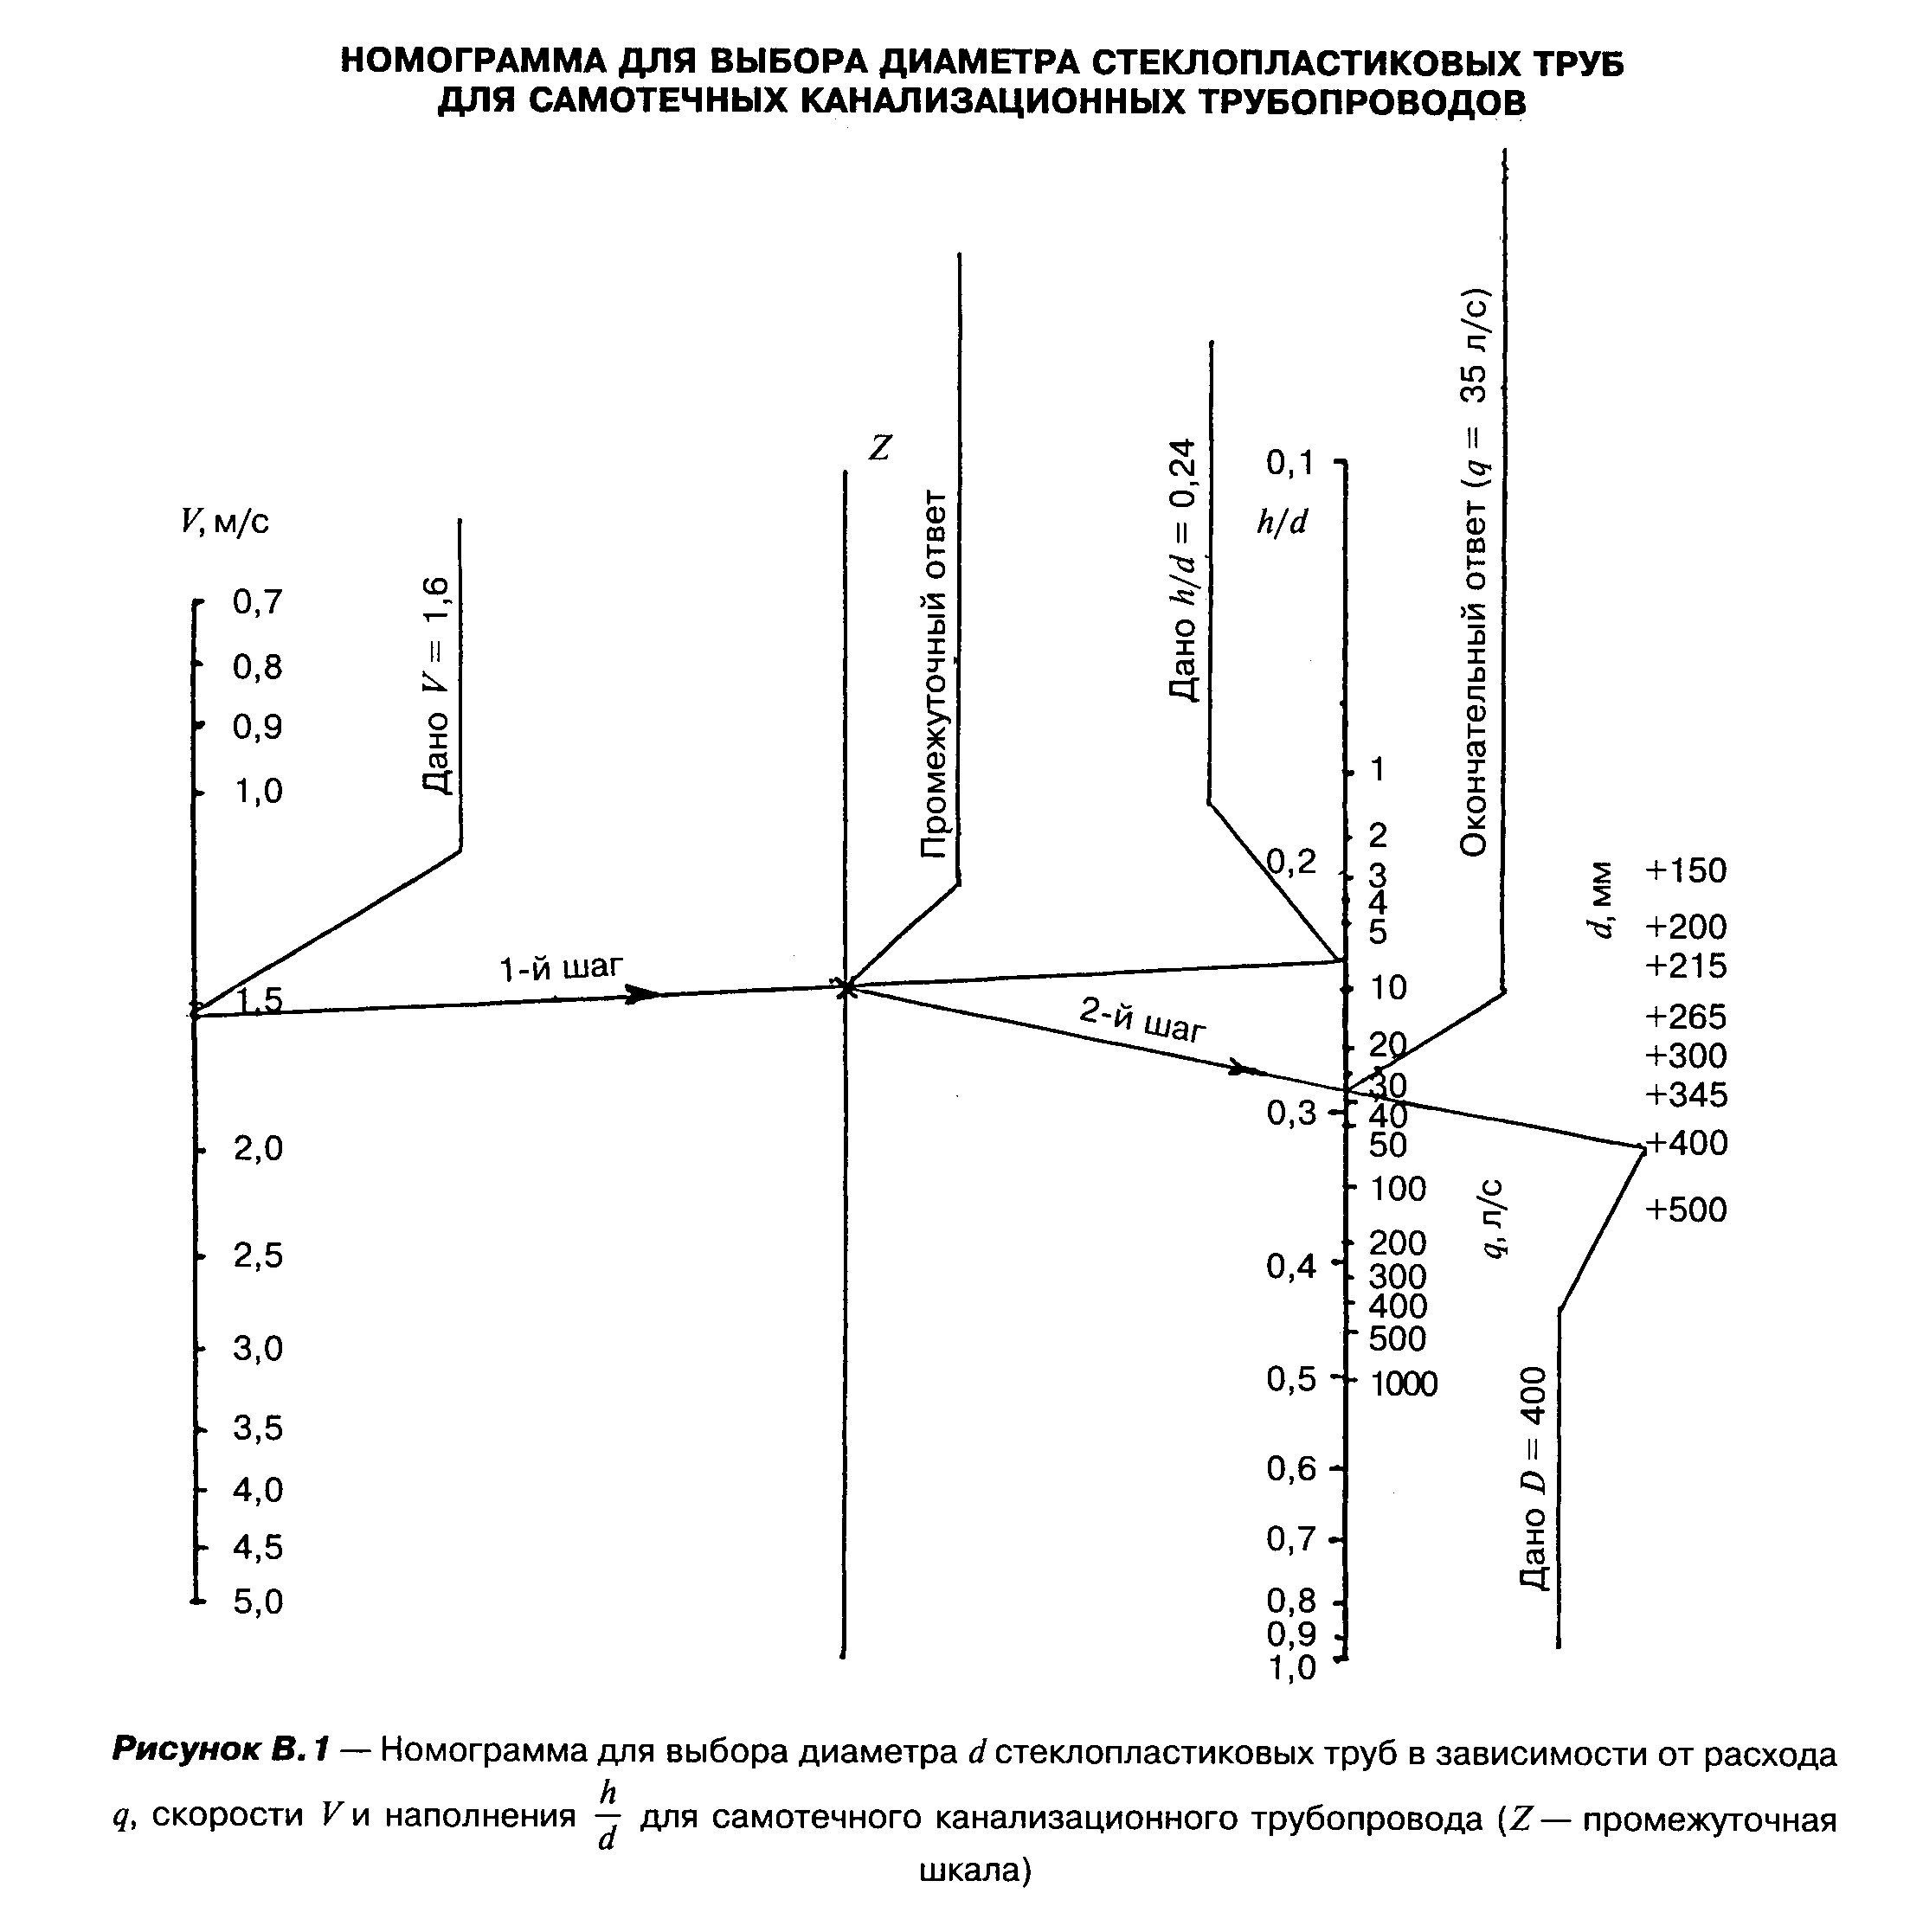 НОМОГРАММА ДЛЯ ВЫБОРА ДИАМЕТРА СТЕКЛОПЛАСТИКОВЫХ ТРУБ
ДЛЯ САМОТЕЧНЫХ КАНАЛИЗАЦИОННЫХ ТРУБОПРОВОДОВ
V, м/с
0,7
0,8
0,9
1,0
1,5
2,0
2,5
3,0
3,5
4,0
4,5
5,0
Дано V = 1,6
1-й шаг
Z
Промежуточный ответ
2-й шаг
Дано h/d = 0,24
h/d
0,1
0,2
0,3
0,4
0,5
0,6
0,7
0,8
0,9
1,0
1
2
3
4
5
10
20
30
40
50
100
200
300
400
500
1000
q, л/с
Окончательный ответ (q = 35 л/с)
d, мм
+150
+200
+215
+265
+300
+345
+400
+500
Дано D = 400
Рисунок В.1 — Номограмма для выбора диаметра d стеклопластиковых труб в зависимости от расхода
q, скорости V и наполнения h/d для самотечного канализационного трубопровода (Z — промежуточная
шкала)